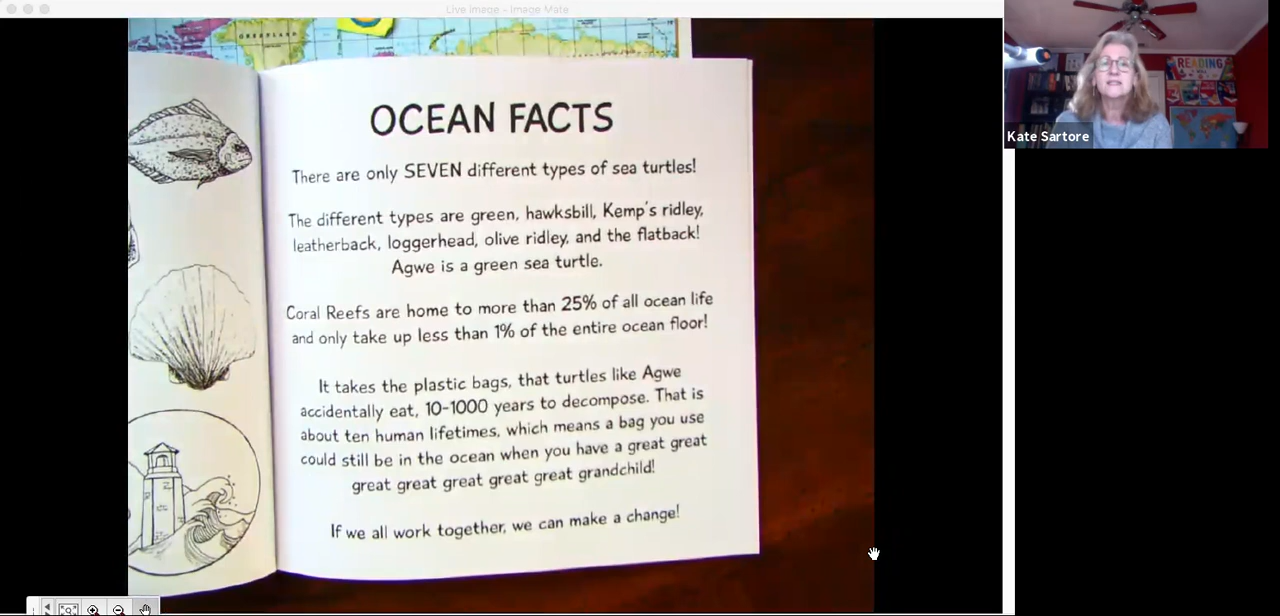 Live Image - Image Mate
GREENLAND
READING
Kate Sartore
OCEAN FACTS
There are only SEVEN different types of sea turtles!
The different types are green, hawksbill, Kemp's ridley,
leatherback, loggerhead, olive ridley, and the flatback!
Agwe is a green sea turtle.
Coral Reefs are home to more than 25% of all ocean life
and only take up less than 1% of the entire ocean floor!
It takes the plastic bags, that turtles like Agwe
accidentally eat, 10-1000 years to decompose. That is
about ten human lifetimes, which means a bag you use
could still be in the ocean when you have a great great
great great great great great grandchild!
If we all work together, we can make a change!